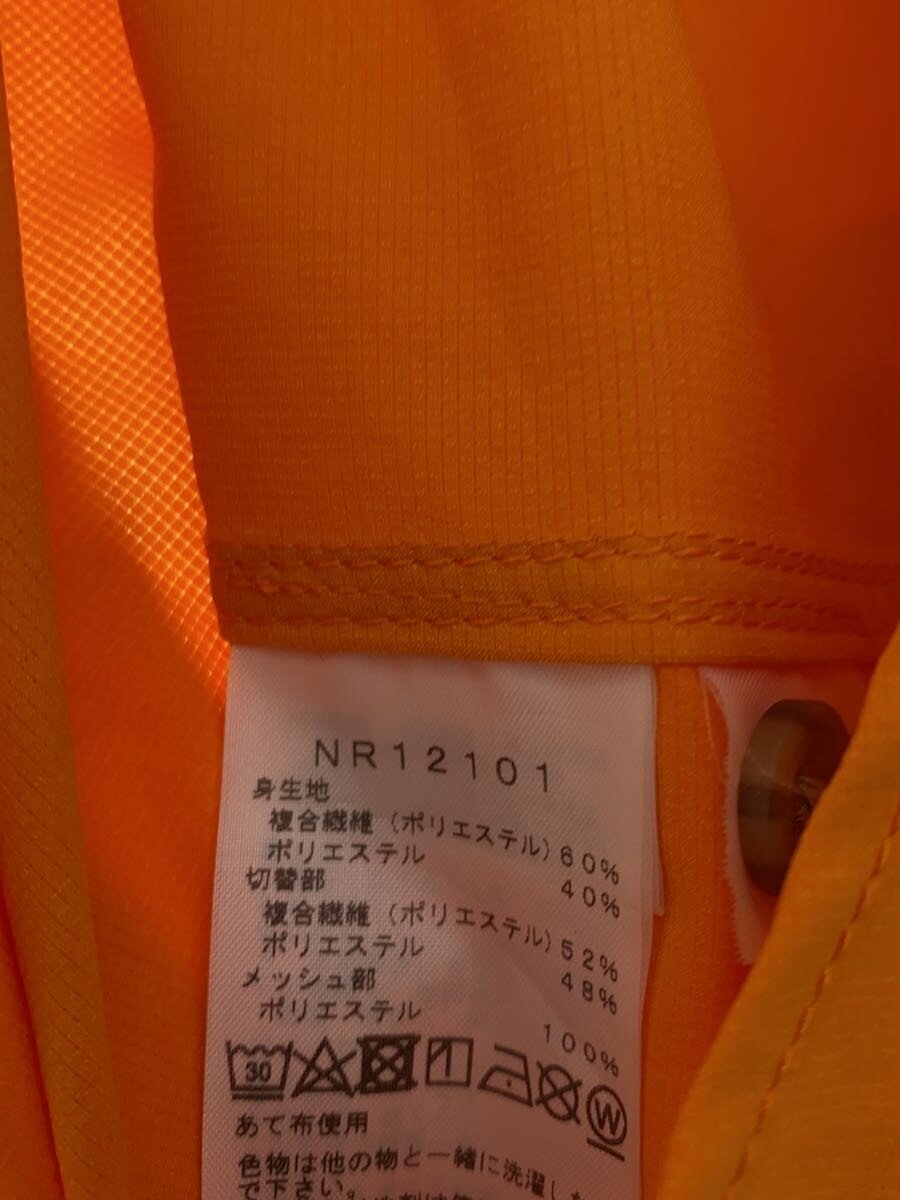 NR12101
身生地
複合繊維(ポリエステル)60%
ポリエステル 40%
切替部
複合繊維(ポリエステル)52%
ポリエステル 48%
メッシュ部
ポリエステル 100%
30
W
あて布使用
色物は他の物と一緒に洗濯し
で下さい。